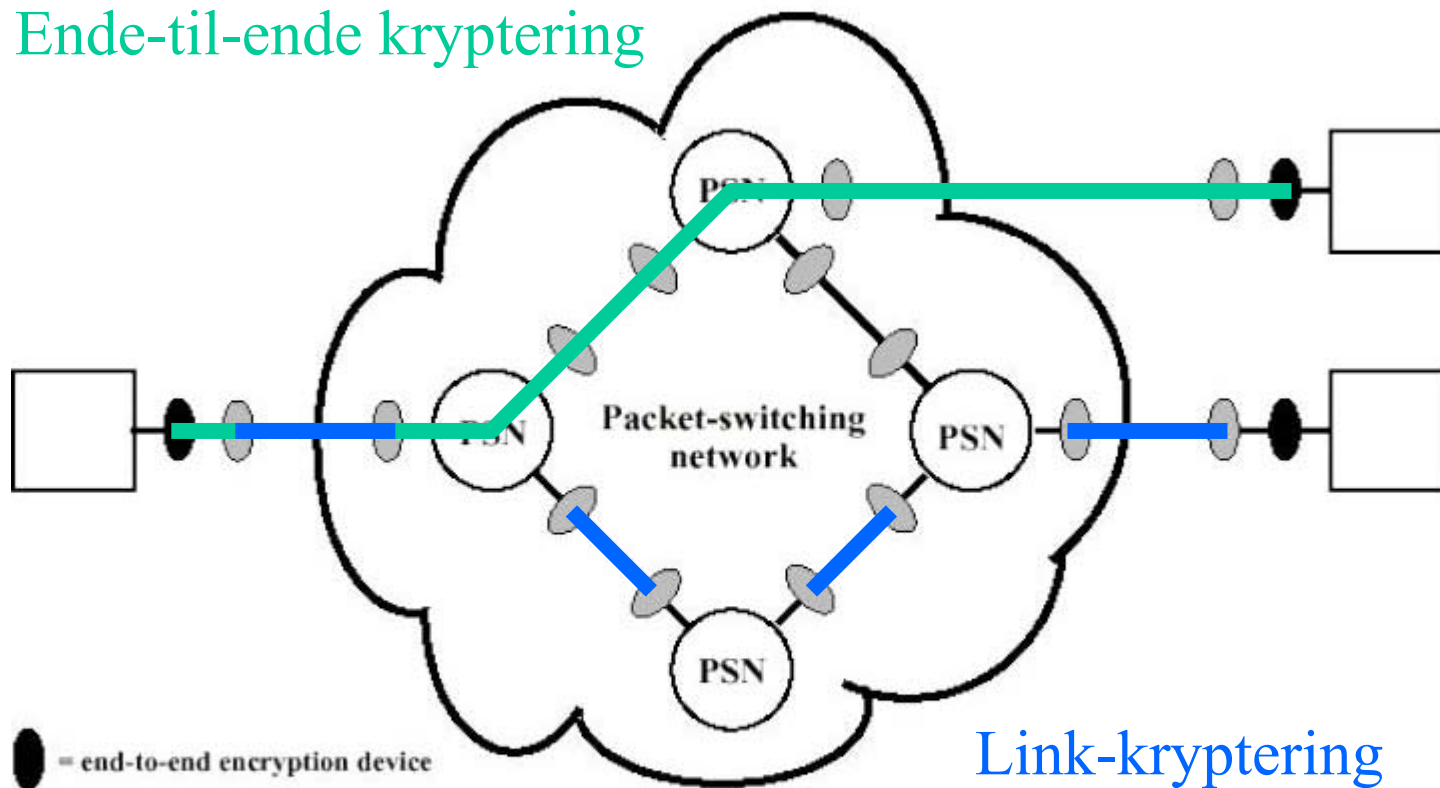 Ende-til-ende kryptering
PSN
PSN
Packet-switching
network
PSN
PSN
= end-to-end encryption device
Link-kryptering